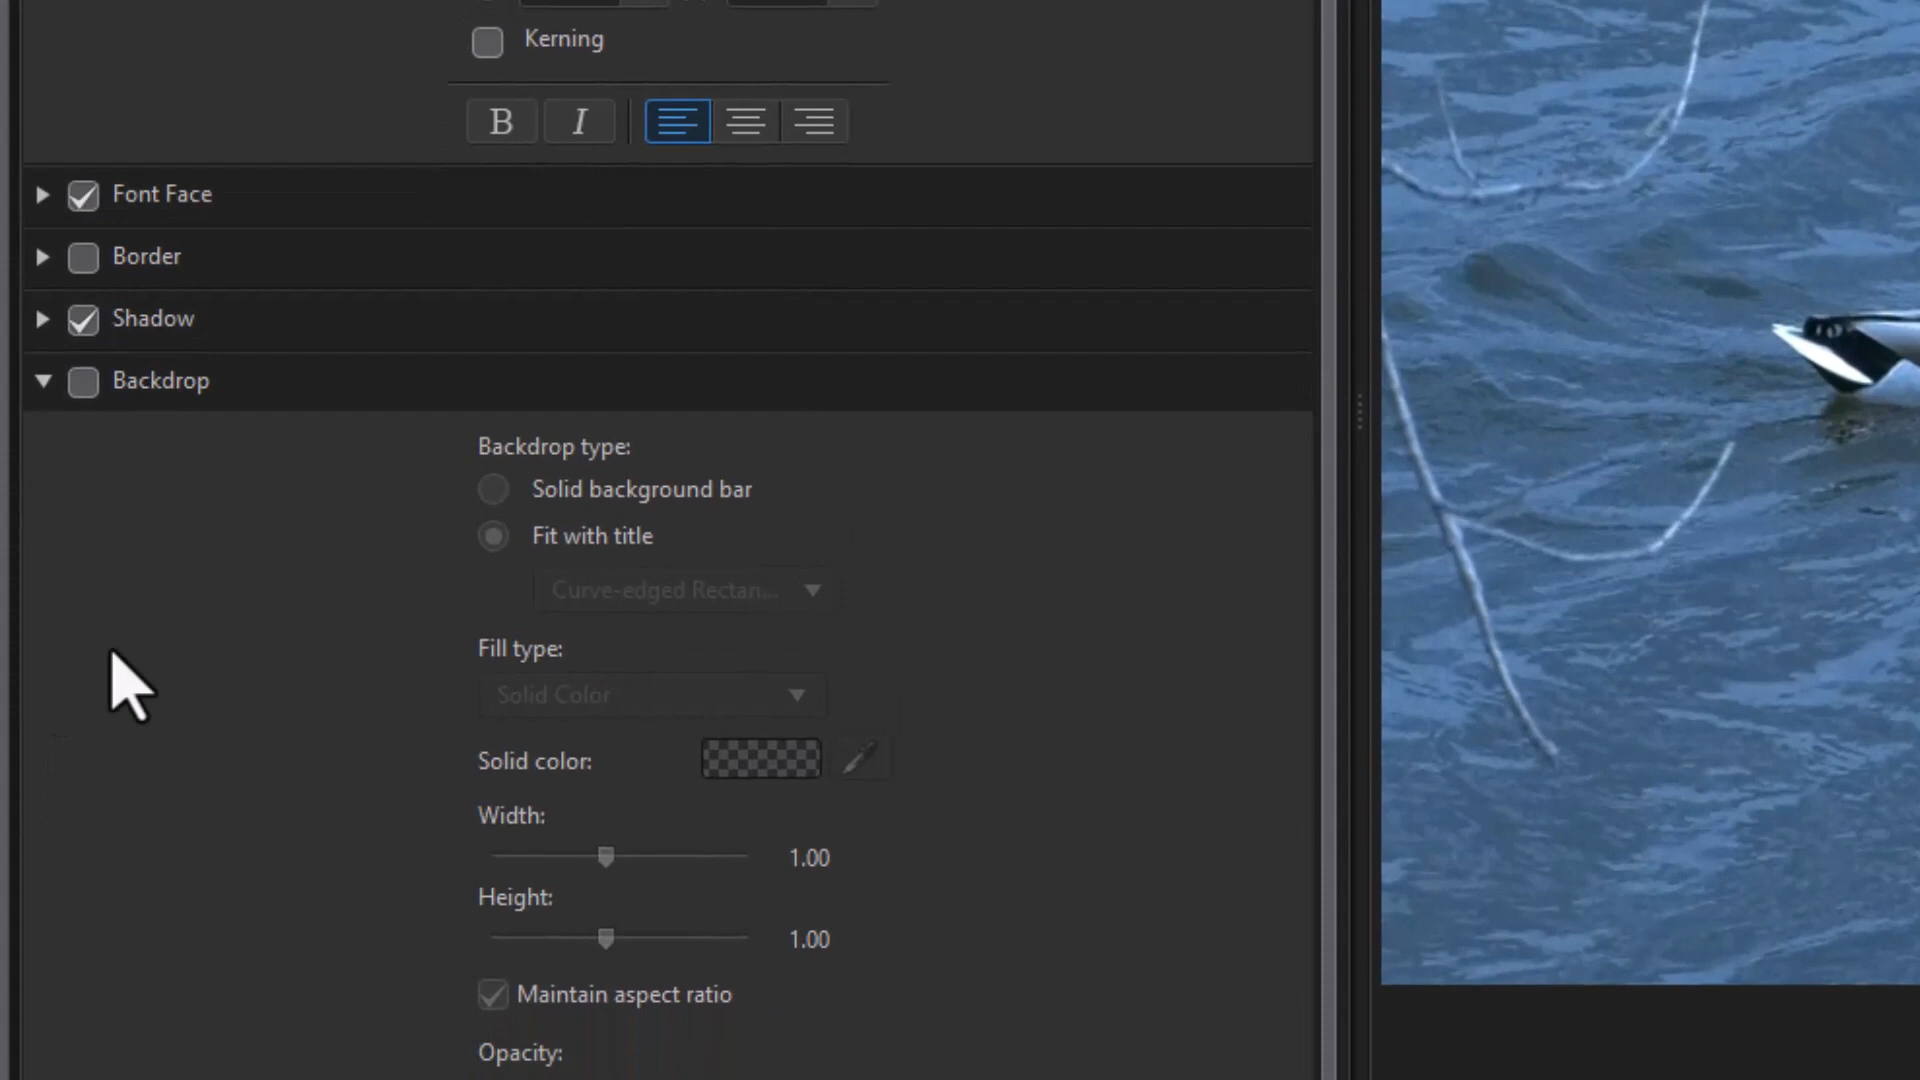 Kerning
B I
Font Face
Border
Shadow
Backdrop
Backdrop type:
Solid background bar
Fit with title
Curve-edged Rectan...
Fill type:
Solid Color
Solid color:
Width:
1.00
Height:
1.00
Maintain aspect ratio
Opacity: